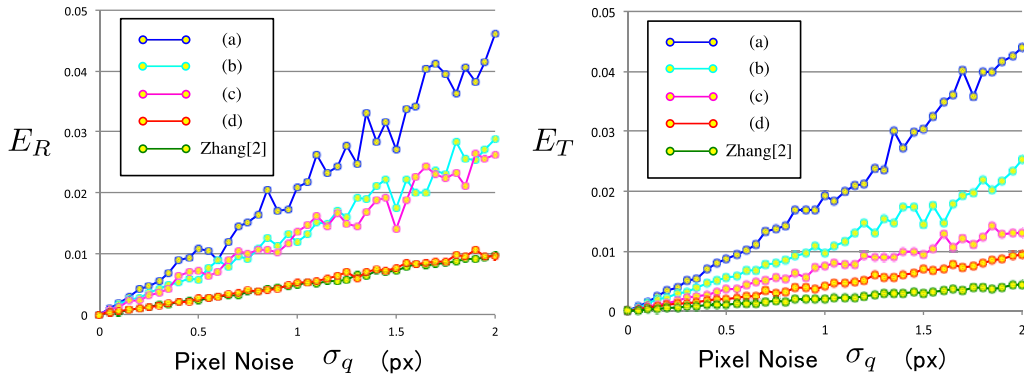 0.05
0.04
0.03
0.02
0.01
0
E_R
(a)
(b)
(c)
(d)
Zhang[2]
0 0.5 1 1.5 2
Pixel Noise σ_q (px)
0.05
0.04
0.03
0.02
0.01
0
E_T
(a)
(b)
(c)
(d)
Zhang[2]
0 0.5 1 1.5 2
Pixel Noise σ_q (px)